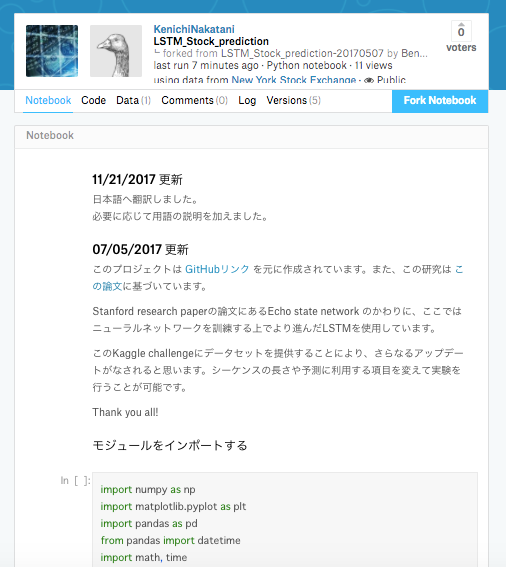 KenichiNakatani
LSTM_Stock_prediction
forked from LSTM_Stock_prediction-20170507 by Ben...
last run 7 minutes ago · Python notebook · 11 views
using data from New York Stock Exchange · Public
0
voters
Notebook Code Data (1) Comments (0) Log Versions (5) Fork Notebook
Notebook
11/21/2017 更新
日本語へ翻訳しました。
必要に応じて用語の説明を加えました。
07/05/2017 更新
このプロジェクトは GitHubリンク を元に作成されています。また、この研究は こ
の論文に基づいています。
Stanford research paperの論文にあるEcho state network のかわりに、ここでは
ニューラルネットワークを訓練する上でより進んだLSTMを使用しています。
このKaggle challengeにデータセットを提供することにより、さらなるアップデー
トがなされると思います。シーケンスの長さや予測に利用する項目を変えて実験を
行うことが可能です。
Thank you all!
モジュールをインポートする
In [ ]:
import numpy as np
import matplotlib.pyplot as plt
import pandas as pd
from pandas import datetime
import math, time